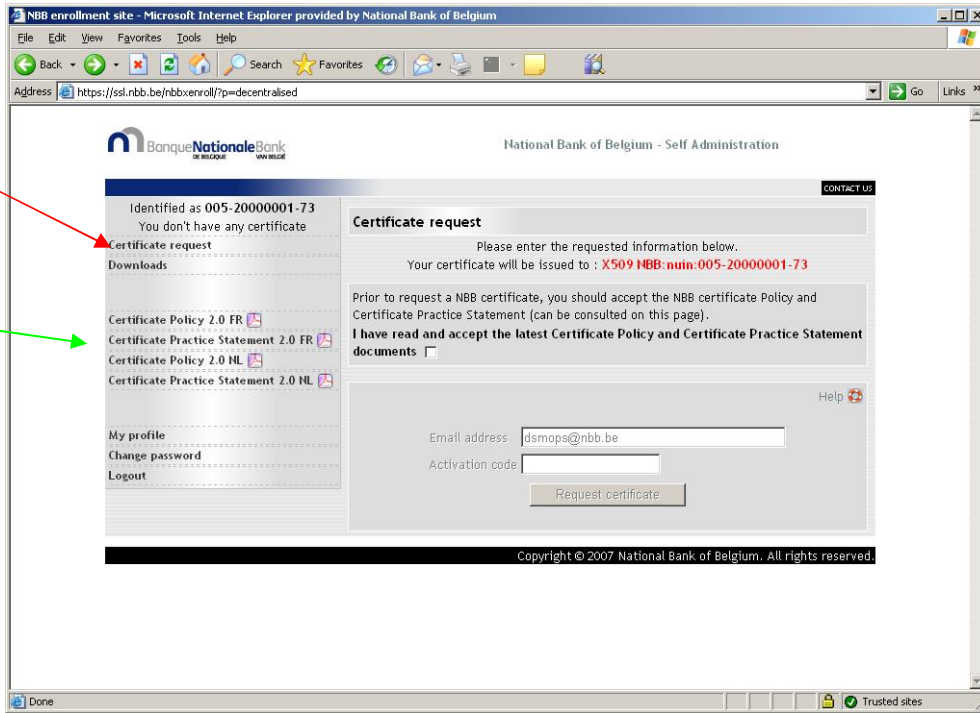 NBB enrollment site - Microsoft Internet Explorer provided by National Bank of Belgium
File Edit View Favorites Tools Help
Back Search Favorites
Address https://ssl.nbb.be/nbbxenroll/?p=decentralised Go Links »
BanqueNationaleBank
DE BELGIQUE VAN BELGIË
National Bank of Belgium - Self Administration
CONTACT US
Identified as 005-20000001-73
You don't have any certificate
Certificate request
Downloads
Certificate Policy 2.0 FR
Certificate Practice Statement 2.0 FR
Certificate Policy 2.0 NL
Certificate Practice Statement 2.0 NL
My profile
Change password
Logout
Certificate request
Please enter the requested information below.
Your certificate will be issued to : X509 NBB:nuin:005-20000001-73
Prior to request a NBB certificate, you should accept the NBB certificate Policy and
Certificate Practice Statement (can be consulted on this page).
I have read and accept the latest Certificate Policy and Certificate Practice Statement
documents
Help
Email address dsmops@nbb.be
Activation code
Request certificate
Copyright © 2007 National Bank of Belgium. All rights reserved.
Done Trusted sites